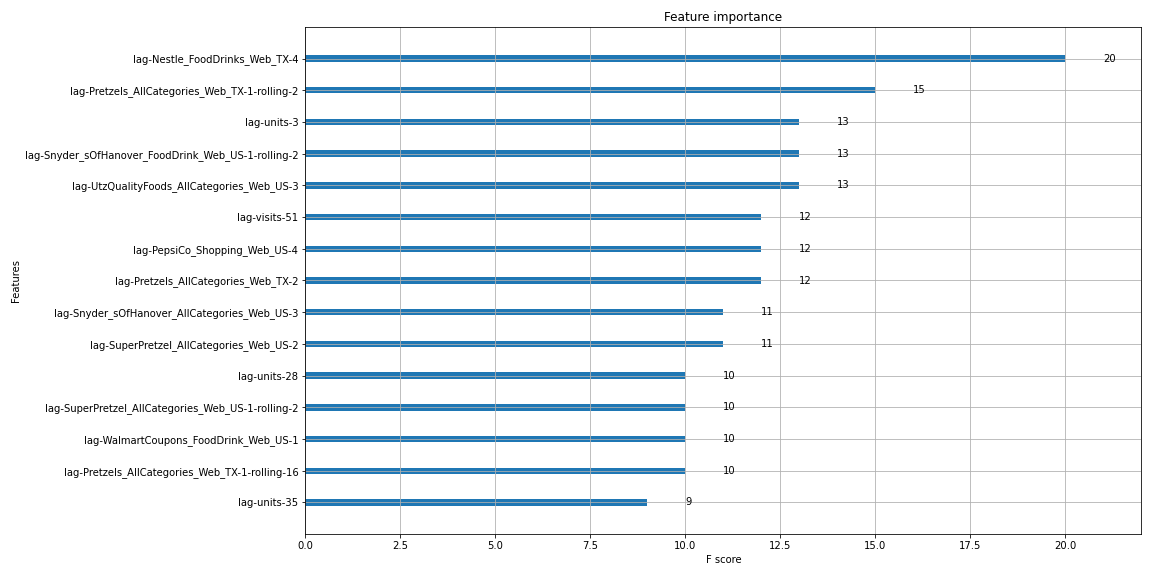 Feature importance
lag-Nestle_FoodDrinks_Web_TX-4 20
lag-Pretzels_AllCategories_Web_TX-1-rolling-2 15
lag-units-3 13
lag-Snyder_sOfHanover_FoodDrink_Web_US-1-rolling-2 13
lag-UtzQualityFoods_AllCategories_Web_US-3 13
lag-visits-51 12
lag-PepsiCo_Shopping_Web_US-4 12
lag-Pretzels_AllCategories_Web_TX-2 12
lag-Snyder_sOfHanover_AllCategories_Web_US-3 11
lag-SuperPretzel_AllCategories_Web_US-2 11
lag-units-28 10
lag-SuperPretzel_AllCategories_Web_US-1-rolling-2 10
lag-WalmartCoupons_FoodDrink_Web_US-1 10
lag-Pretzels_AllCategories_Web_TX-1-rolling-16 10
lag-units-35 9
Features
0.0 2.5 5.0 7.5 10.0 12.5 15.0 17.5 20.0
F score